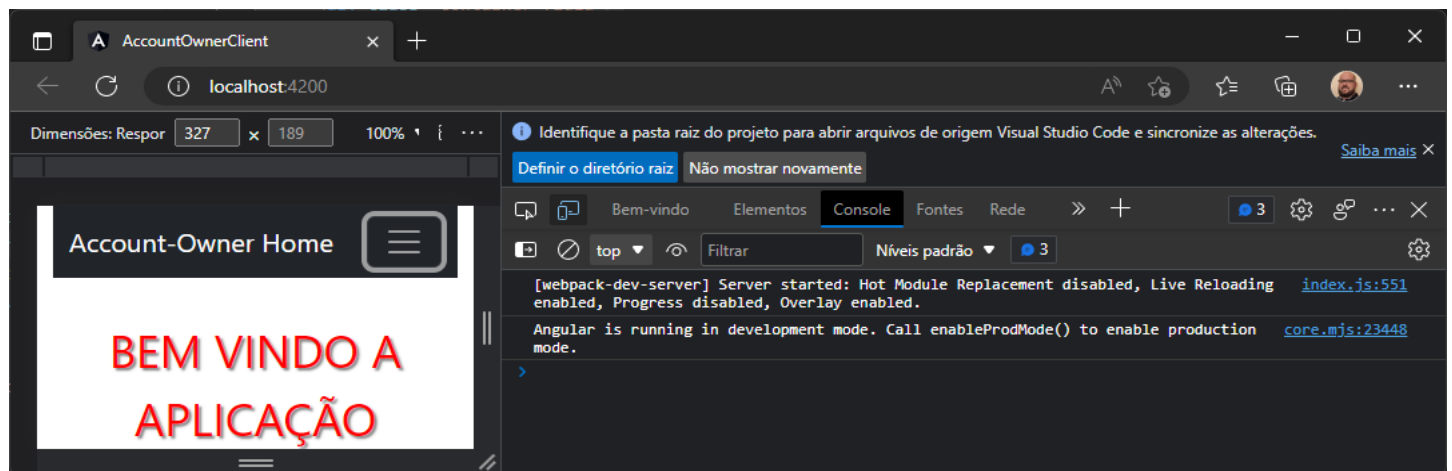 AccountOwnerClient
localhost:4200
Dimensões: Respor 327 x 189 100%
Identifique a pasta raiz do projeto para abrir arquivos de origem Visual Studio Code e sincronize as alterações.
Saiba mais
Definir o diretório raiz Não mostrar novamente
Bem-vindo Elementos Console Fontes Rede 3
top Filtrar Níveis padrão 3
[webpack-dev-server] Server started: Hot Module Replacement disabled, Live Reloading index.js:551
enabled, Progress disabled, Overlay enabled.
Angular is running in development mode. Call enableProdMode() to enable production core.mjs:23448
mode.
Account-Owner Home
BEM VINDO A
APLICAÇÃO